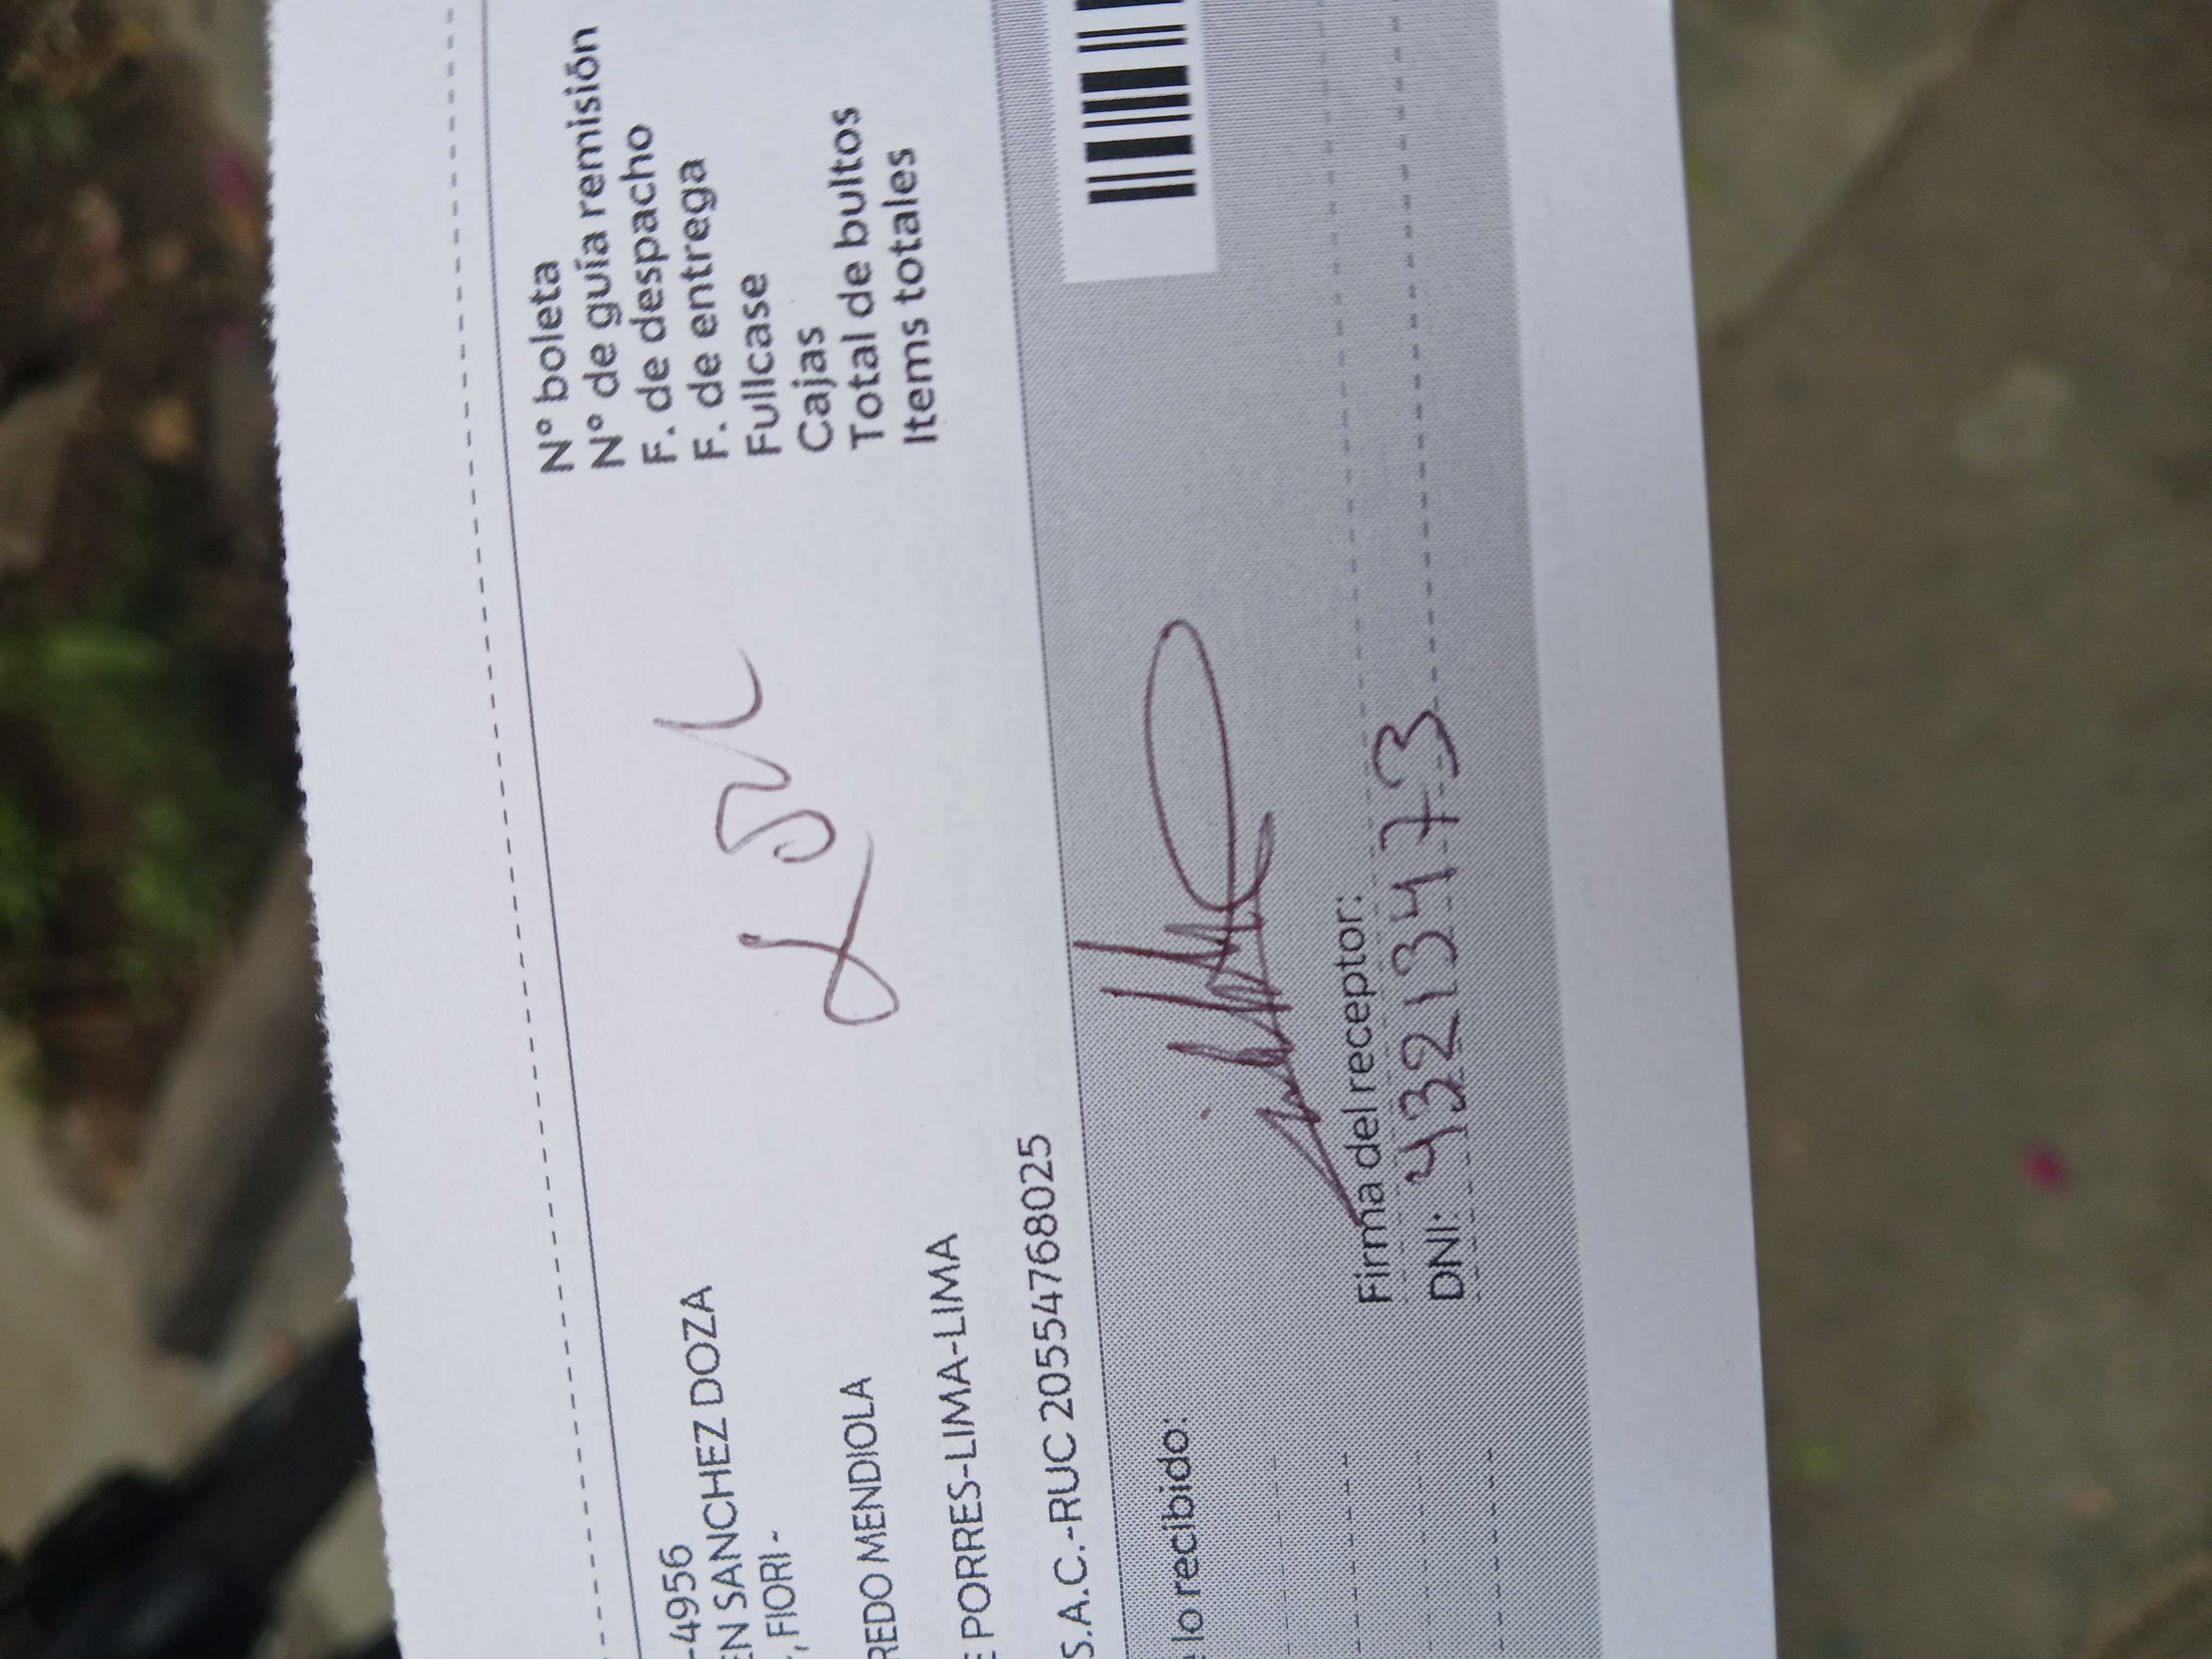 -4956
EN SANCHEZ DOZA
, FIORI -
REDO MENDIOLA
E PORRES-LIMA-LIMA
S.A.C.-RUC 20554768025
N° boleta
N° de guía remisión
F. de despacho
F. de entrega
Fullcase
Cajas
Total de bultos
Items totales
lo recibido:
Firma del receptor:
DNI: 43213473